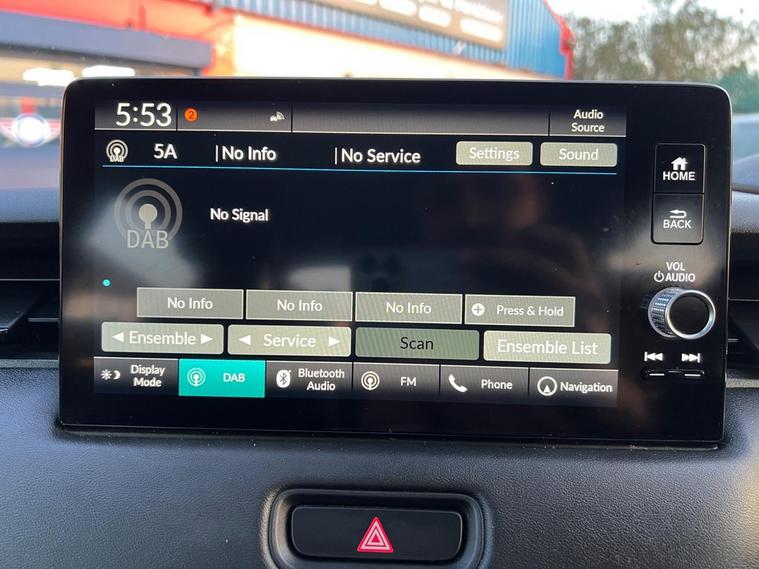 5:53
2
Audio
Source
DAB
5A
No Info
No Service
Settings
Sound
HOME
DAB
No Signal
BACK
VOL
AUDIO
No Info
No Info
No Info
Press & Hold
Ensemble
Service
Scan
Ensemble List
Display
Mode
DAB
Bluetooth
Audio
FM
Phone
Navigation